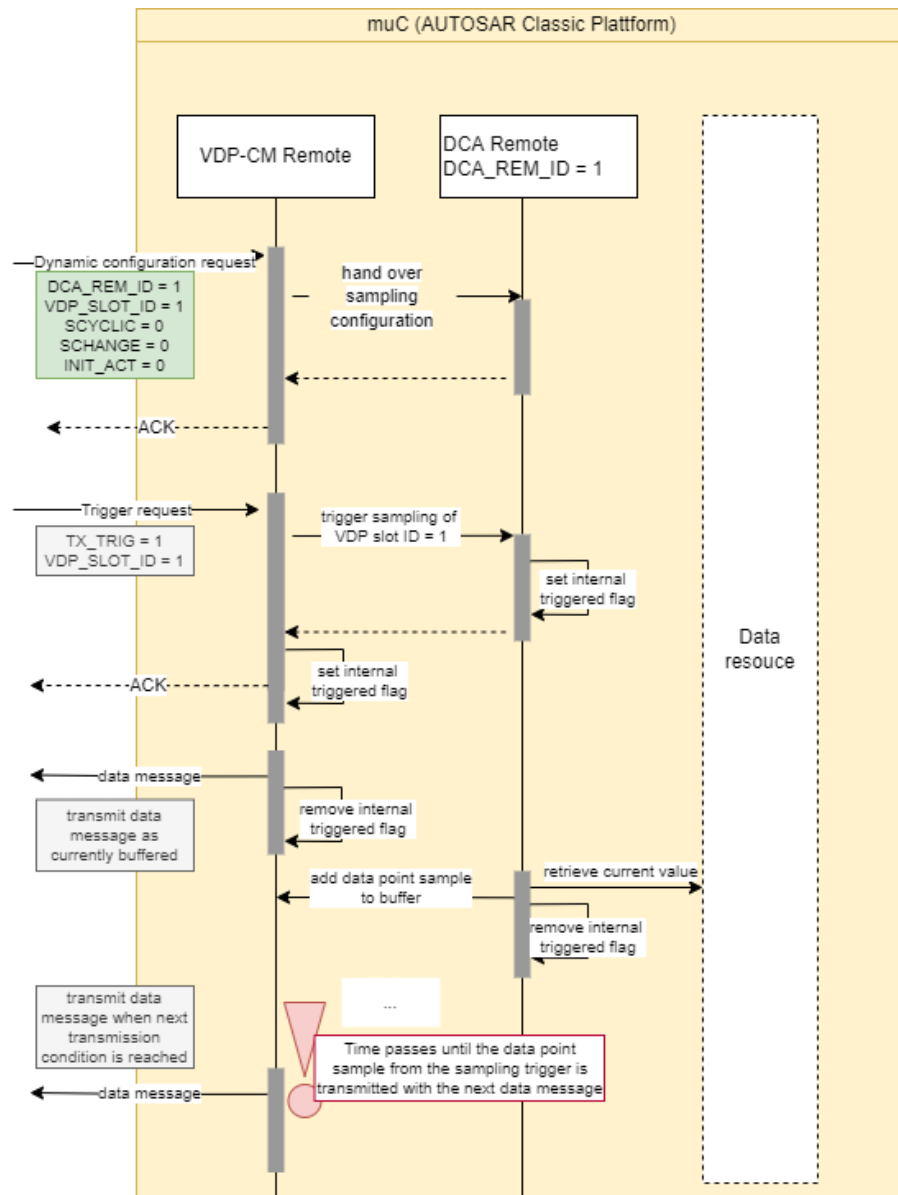 muC (AUTOSAR Classic Plattform)
VDP-CM Remote
DCA Remote
DCA_REM_ID = 1
Dynamic configuration request
DCA_REM_ID = 1
VDP_SLOT_ID = 1
SCYCLIC = 0
SCHANGE = 0
INIT_ACT = 0
hand over
sampling
configuration
ACK
Trigger request
TX_TRIG = 1
VDP_SLOT_ID = 1
trigger sampling of
VDP slot ID = 1
set internal
triggered flag
Data
resouce
set internal
triggered flag
ACK
data message
remove internal
triggered flag
transmit data
message as
currently buffered
add data point sample
to buffer
retrieve current value
remove internal
triggered flag
transmit data
message when next
transmission
condition is reached
...
Time passes until the data point
sample from the sampling trigger is
transmitted with the next data message
data message